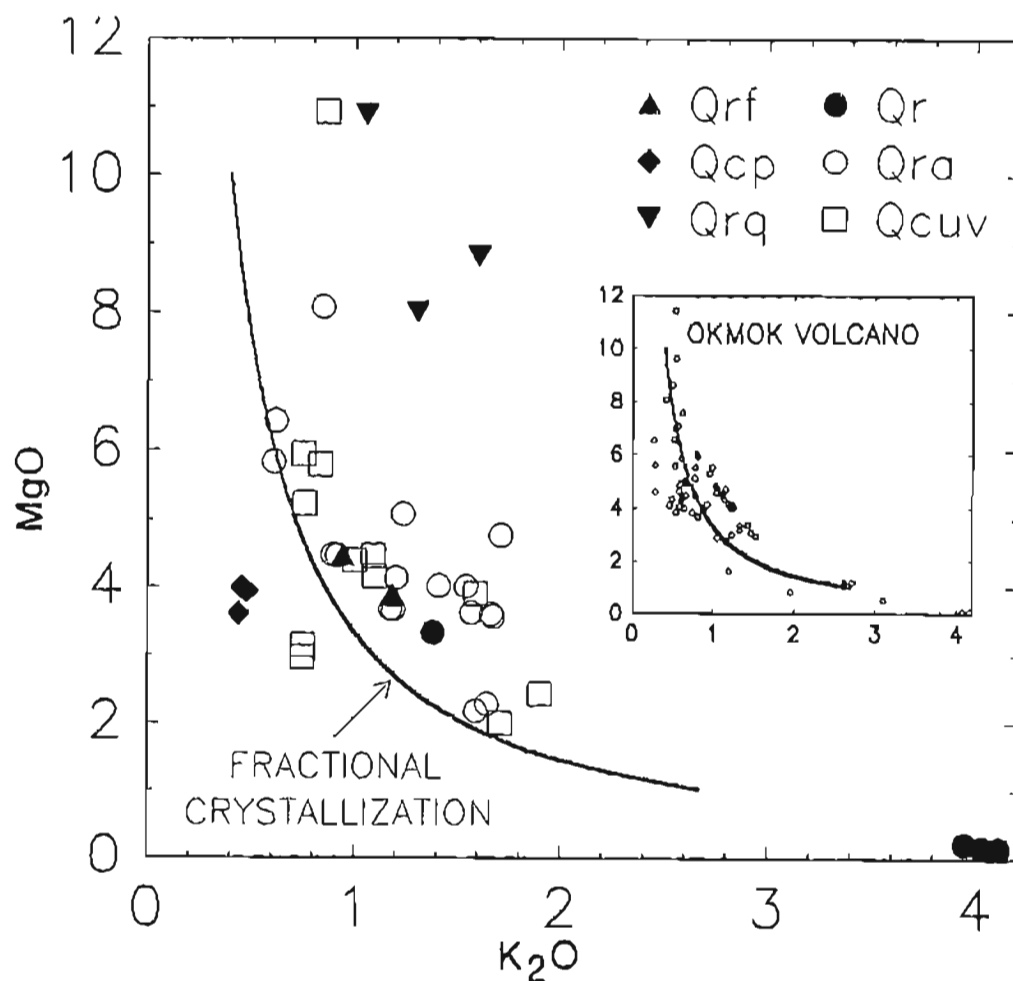 12
10
8
6
4
2
0
MgO
Qrf
Qr
Qcp
Qra
Qrq
Qcuv
12
10
8
6
4
2
0
OKMOK VOLCANO
0 1 2 3 4
FRACTIONAL
CRYSTALLIZATION
0 1 2 3 4
K₂O